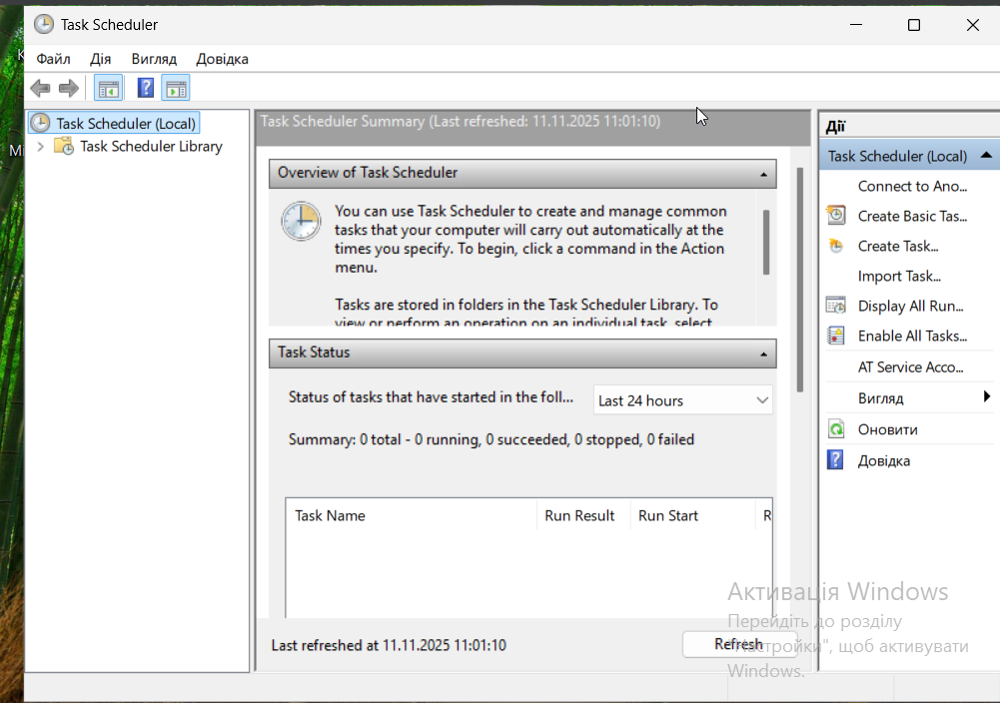 Task Scheduler
Файл Дія Вигляд Довідка
Task Scheduler (Local)
Task Scheduler Library
Task Scheduler Summary (Last refreshed: 11.11.2025 11:01:10)
Overview of Task Scheduler
You can use Task Scheduler to create and manage common
tasks that your computer will carry out automatically at the
times you specify. To begin, click a command in the Action
menu.
Tasks are stored in folders in the Task Scheduler Library. To
view or perform an operation on an individual task, select
Task Status
Status of tasks that have started in the foll...
Last 24 hours
Summary: 0 total - 0 running, 0 succeeded, 0 stopped, 0 failed
Task Name Run Result Run Start R
Last refreshed at 11.11.2025 11:01:10
Refresh
Дії
Task Scheduler (Local)
Connect to Ano...
Create Basic Tas...
Create Task...
Import Task...
Display All Run...
Enable All Tasks...
AT Service Acco...
Вигляд
Оновити
Довідка
Активація Windows
Перейдіть до розділу
"Настройки", щоб активувати
Windows.